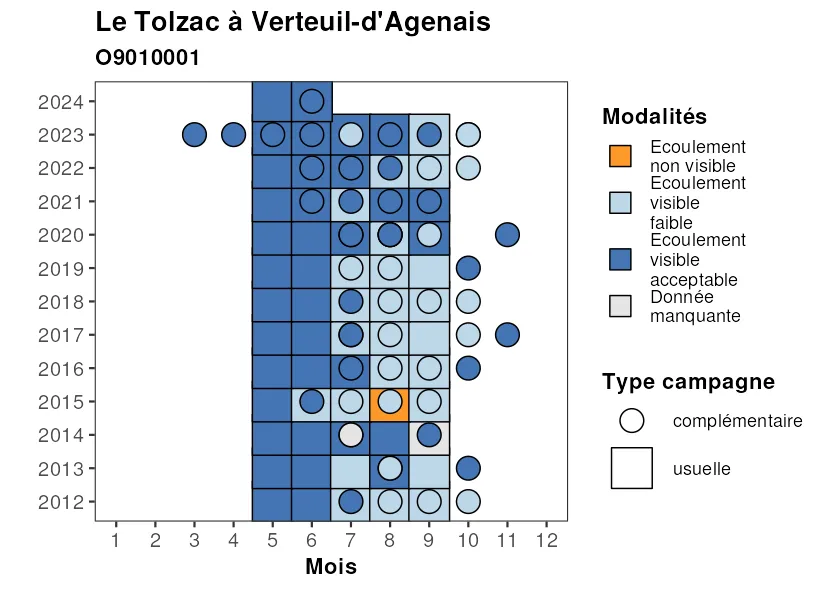 Le Tolzac à Verteuil-d'Agenais
O9010001
2024
2023
2022
2021
2020
2019
2018
2017
2016
2015
2014
2013
2012
1 2 3 4 5 6 7 8 9 10 11 12
Mois
Modalités
Ecoulement
non visible
Ecoulement
visible
faible
Ecoulement
visible
acceptable
Donnée
manquante
Type campagne
complémentaire
usuelle